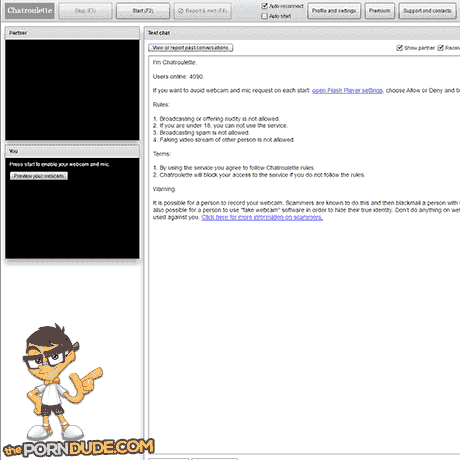 Chatroulette
Stop (F3)
Start (F2)
Report & next (F4)
Auto reconnect
Auto start
Profile and settings
Premium
Support and contacts
Partner
Text chat
View or report past conversations
Show partner
I'm Chatroulette.
Users online: 4090.
If you want to avoid webcam and mic request on each start: open Flash Player settings, choose Allow or Deny and
Rules:
1. Broadcasting or offering nudity is not allowed.
2. If you are under 18, you can not use the service.
3. Broadcasting spam is not allowed.
4. Faking video stream of other person is not allowed.
Terms:
1. By using the service you agree to follow Chatroulette rules.
2. Chatroulette will block your access to the service if you do not follow the rules.
Warning:
It is possible for a person to record your webcam. Scammers are known to do this and then blackmail a person with
also possible for a person to use "fake webcam" software in order to hide their true identity. Don't do anything on
used against you. Click here for more information on scammers.
You
Press start to enable your webcam and mic.
Preview your webcam
thePORNDUDE.COM